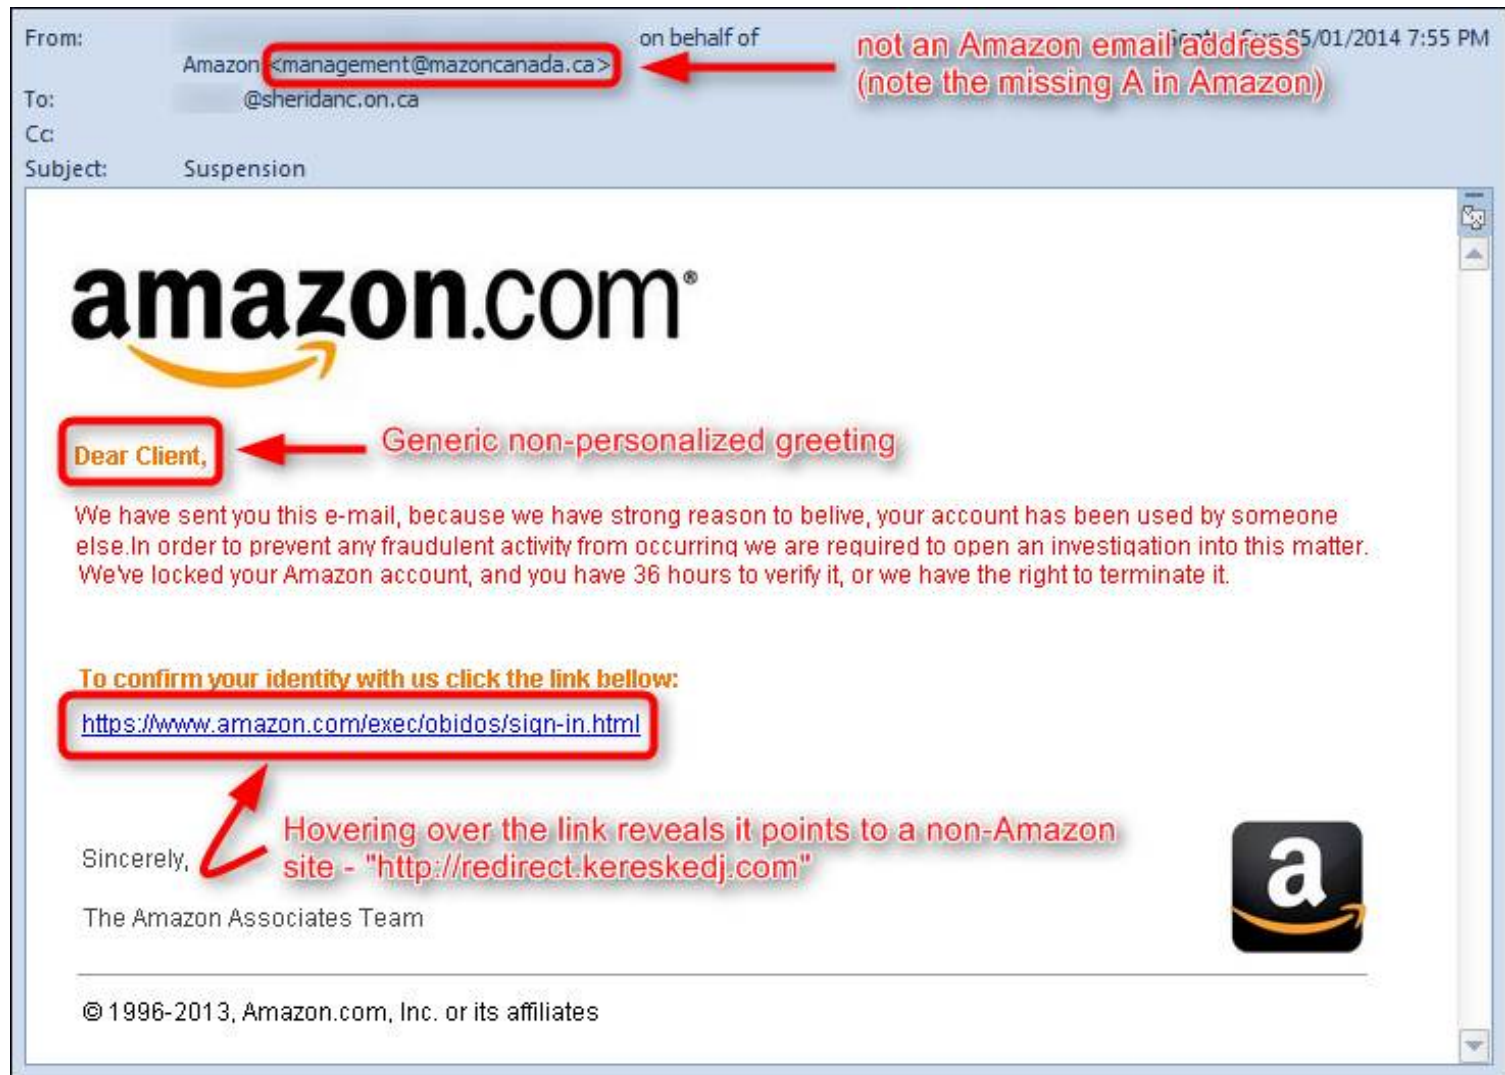 From:
on behalf of
Amazon <management@mazoncanada.ca>
05/01/2014 7:55 PM
not an Amazon email address
(note the missing A in Amazon)
To: @sheridanc.on.ca
Cc:
Subject: Suspension
amazon.com®
Dear Client,
Generic non-personalized greeting
We have sent you this e-mail, because we have strong reason to belive, your account has been used by someone
else.In order to prevent any fraudulent activity from occurring we are required to open an investigation into this matter.
We've locked your Amazon account, and you have 36 hours to verify it, or we have the right to terminate it.
To confirm your identity with us click the link bellow:
https://www.amazon.com/exec/obidos/sign-in.html
Hovering over the link reveals it points to a non-Amazon
site - "http://redirect.kereskedj.com"
Sincerely,
The Amazon Associates Team
a
© 1996-2013, Amazon.com, Inc. or its affiliates